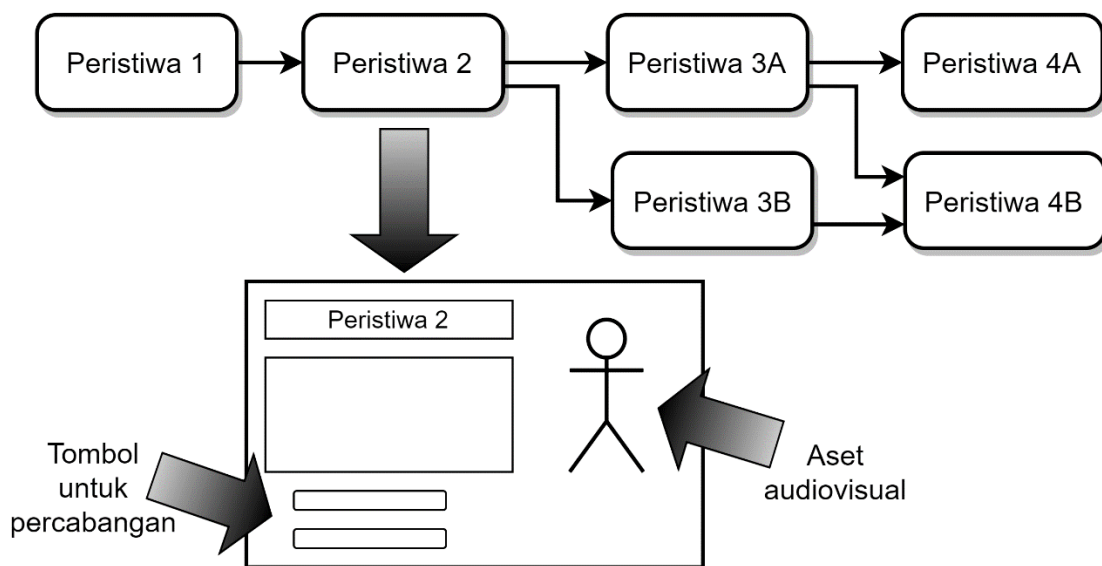 Peristiwa 1
Peristiwa 2
Peristiwa 3A
Peristiwa 4A
Peristiwa 3B
Peristiwa 4B
Peristiwa 2
Tombol
untuk
percabangan
Aset
audiovisual